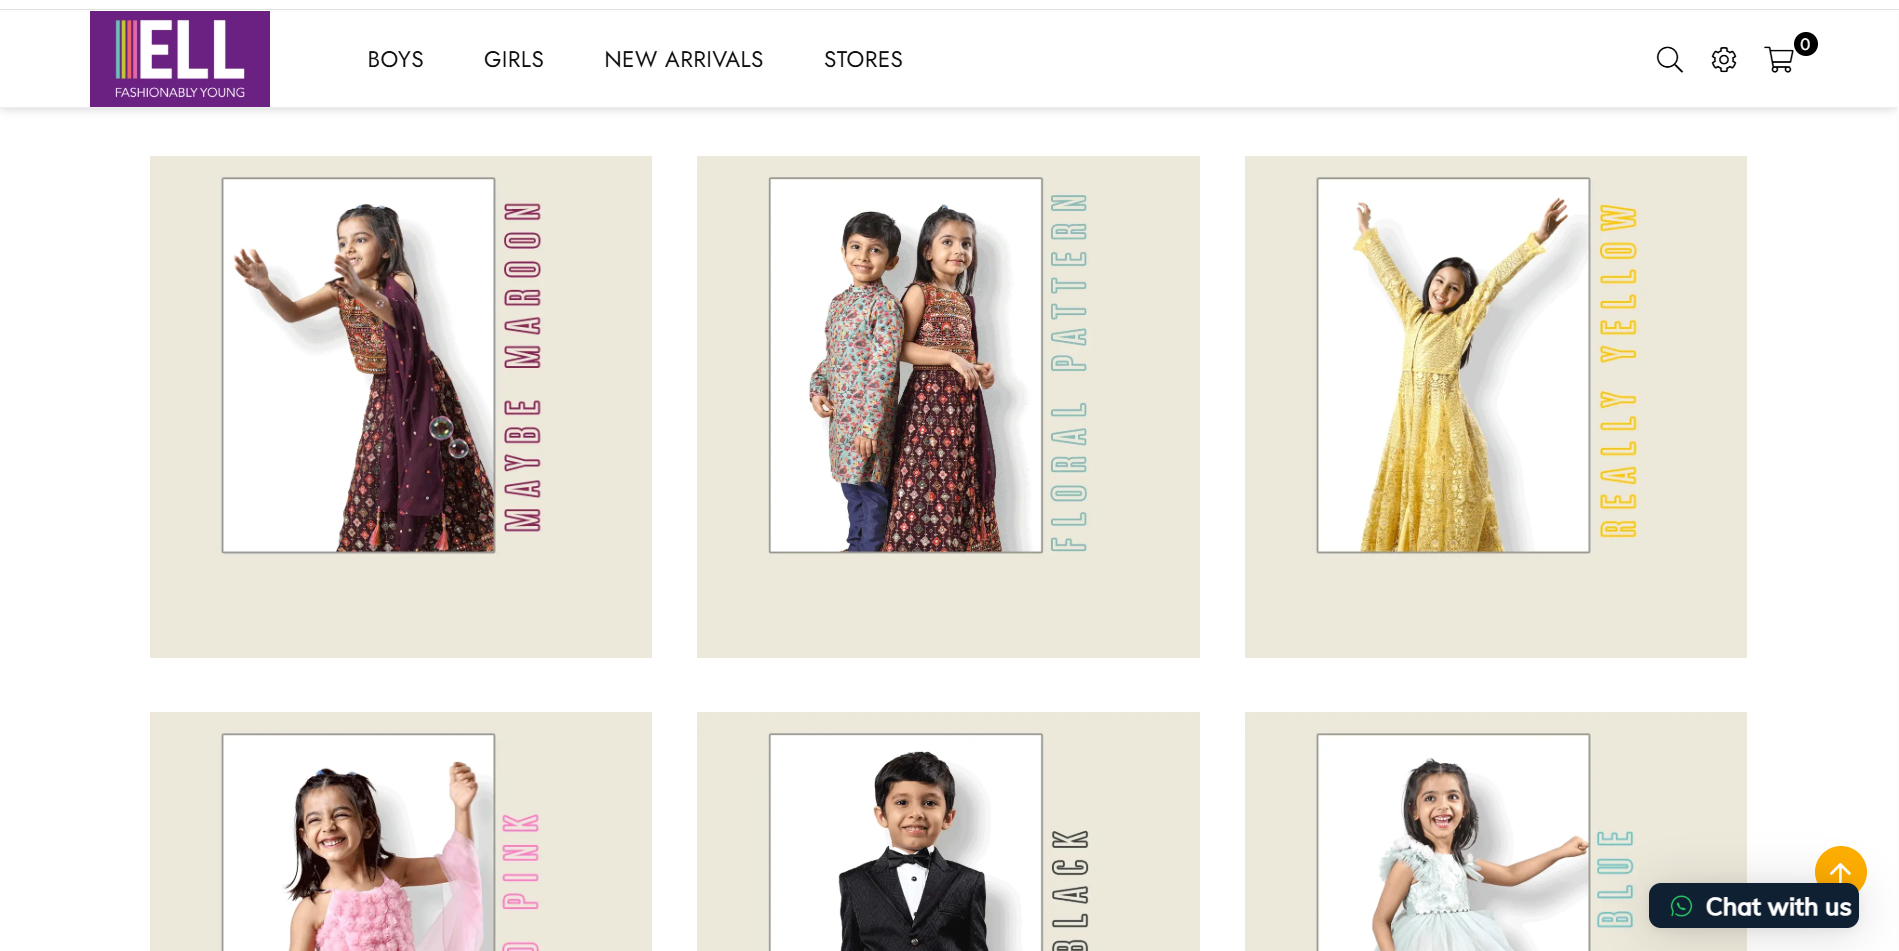 ELL
FASHIONABLY YOUNG
BOYS
GIRLS
NEW ARRIVALS
STORES
0
MAYBE MAROON
FLORAL PATTERN
REALLY YELLOW
PINK
BLACK
BLUE
Chat with us